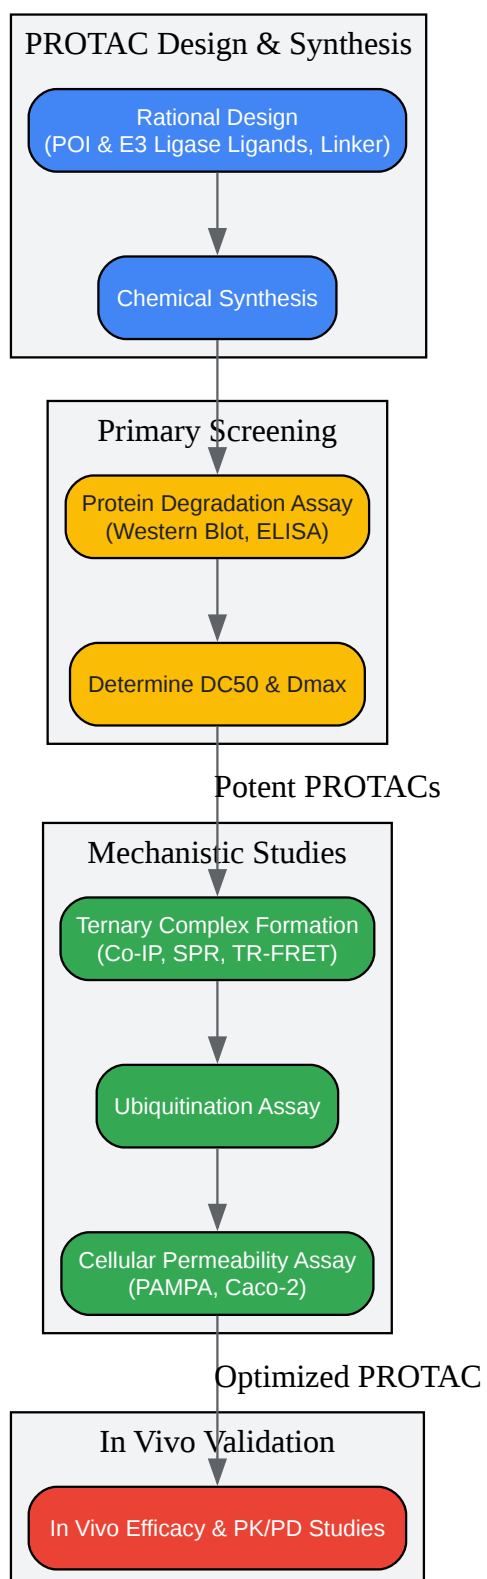 PROTAC Design & Synthesis
Rational Design
(POI & E3 Ligase Ligands, Linker)
Chemical Synthesis
Primary Screening
Protein Degradation Assay
(Western Blot, ELISA)
Determine DC50 & Dmax
Potent PROTACs
Mechanistic Studies
Ternary Complex Formation
(Co-IP, SPR, TR-FRET)
Ubiquitination Assay
Cellular Permeability Assay
(PAMPA, Caco-2)
Optimized PROTAC
In Vivo Validation
In Vivo Efficacy & PK/PD Studies